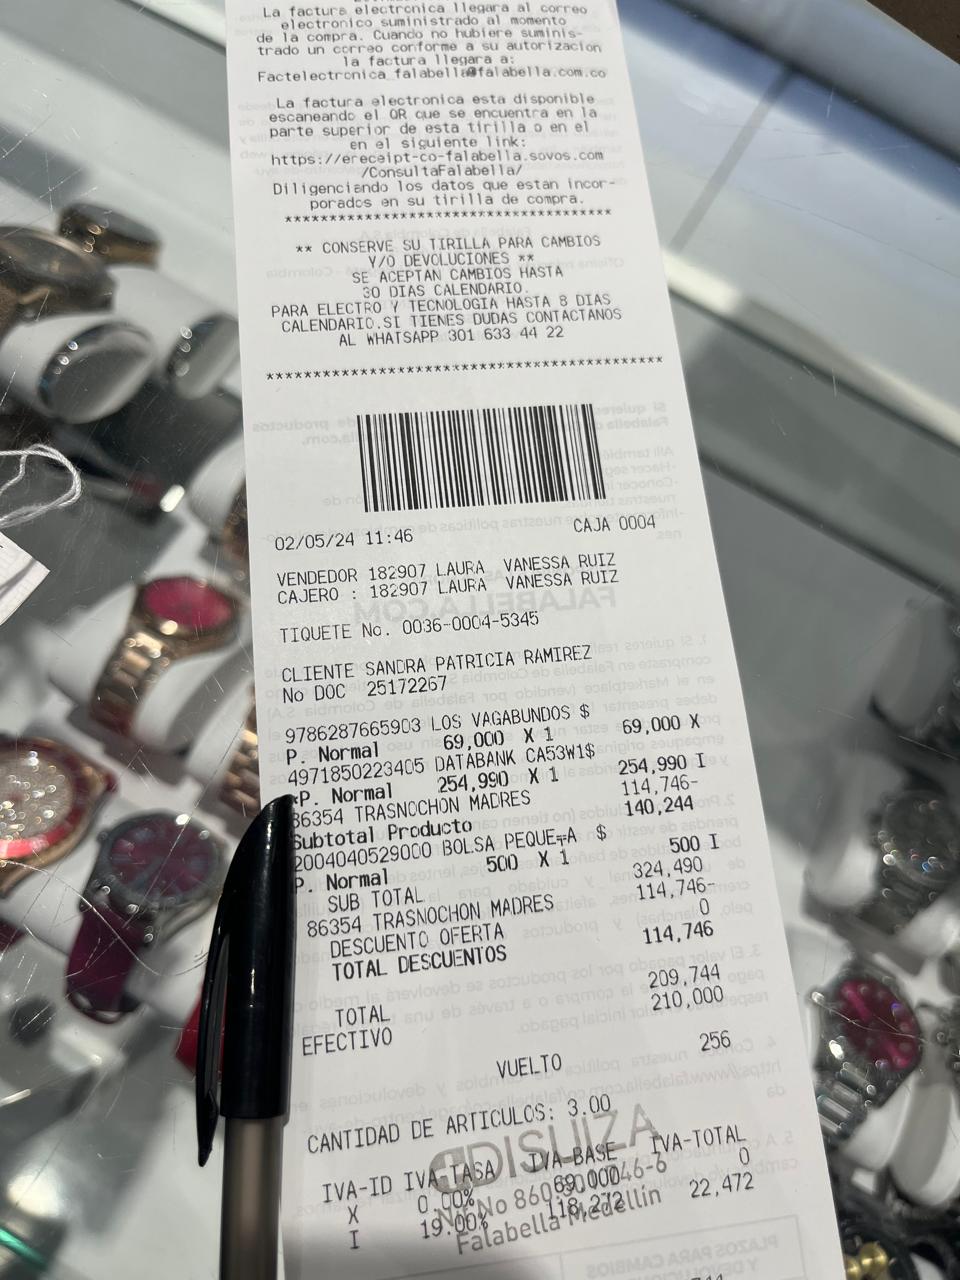 La factura electronica llegara al correo
electronico suministrado al momento
de la compra. Cuando no hubiere suminis-
trado un correo conforme a su autorizacion
la factura llegara a:
Factelectronica_falabella@falabella.com.co
La factura electronica esta disponible
escaneando el QR que se encuentra en la
parte superior de esta tirilla o en el
en el siguiente link:
https://ereceipt-co-falabella.sovos.com
/ConsultaFalabella/
Diligenciando los datos que estan incor-
porados en su tirilla de compra.
** CONSERVE SU TIRILLA PARA CAMBIOS
Y/O DEVOLUCIONES **
SE ACEPTAN CAMBIOS HASTA
30 DIAS CALENDARIO.
PARA ELECTRO Y TECNOLOGIA HASTA 8 DIAS
CALENDARIO.SI TIENES DUDAS CONTACTANOS
AL WHATSAPP 301 633 44 22
02/05/24 11:46 CAJA 0004
VENDEDOR 182907 LAURA VANESSA RUIZ
CAJERO : 182907 LAURA VANESSA RUIZ
TIQUETE No. 0036-0004-5345
CLIENTE SANDRA PATRICIA RAMIREZ
No DOC 25172267
9786287665903 LOS VAGABUNDOS $
P. Normal 69,000 X 1 69,000 X
4971850223405 DATABANK CA53W1$
*P. Normal 254,990 X 1 254,990 I
86354 TRASNOCHON MADRES 114,746-
Subtotal Producto 140,244
2004040529000 BOLSA PEQUE¬A $
P. Normal 500 X 1 500 I
SUB TOTAL 324,490
86354 TRASNOCHON MADRES 114,746-
DESCUENTO OFERTA 0
TOTAL DESCUENTOS 114,746
TOTAL 209,744
EFECTIVO 210,000
VUELTO 256
CANTIDAD DE ARTICULOS: 3.00
IVA-ID IVA-TASA IVA-BASE IVA-TOTAL
X 0.00% 69,000 0
I 19.00% 118,272 22,472
DISLIZA
Falabella Medellin